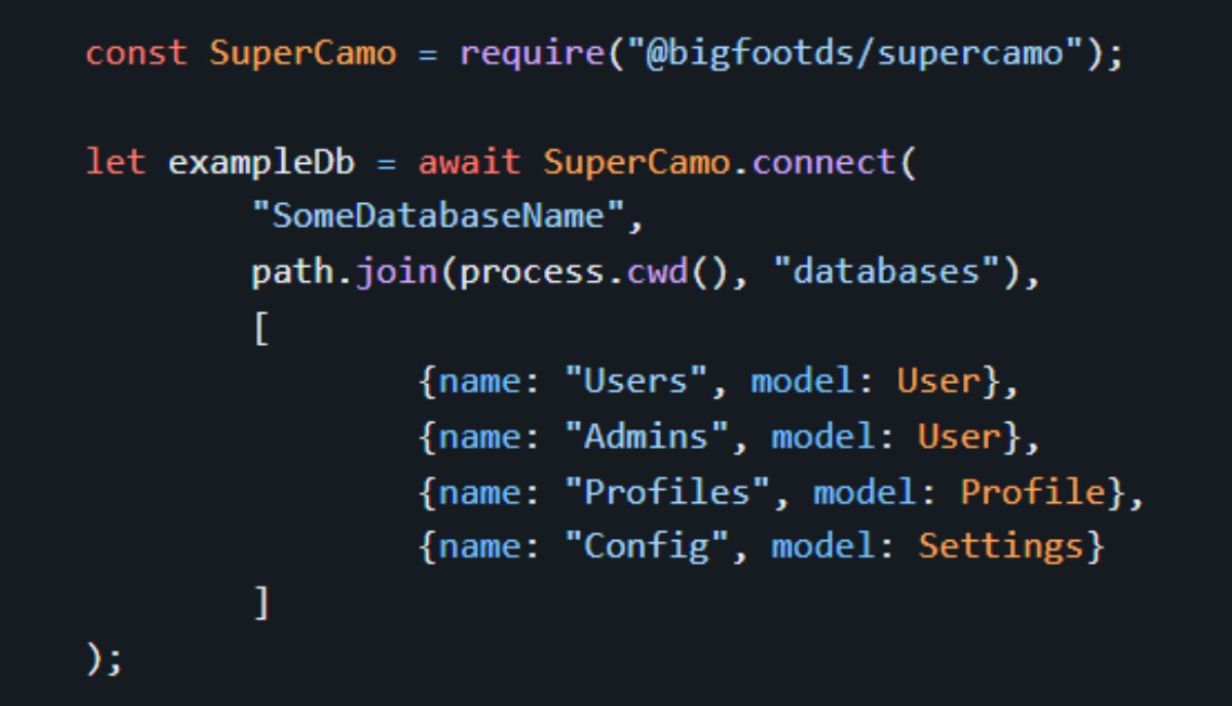 const SuperCamo = require("@bigfootds/supercamo");
let exampleDb = await SuperCamo.connect(
"SomeDatabaseName",
path.join(process.cwd(), "databases"),
[
{name: "Users", model: User},
{name: "Admins", model: User},
{name: "Profiles", model: Profile},
{name: "Config", model: Settings}
]
);